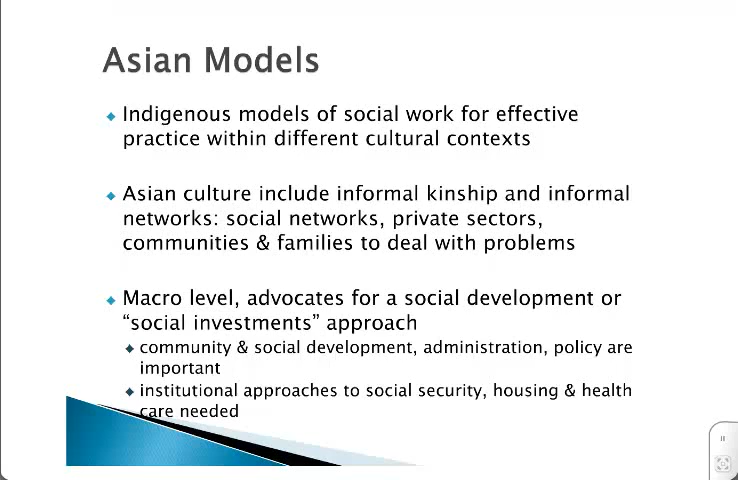 Asian Models
Indigenous models of social work for effective
practice within different cultural contexts
Asian culture include informal kinship and informal
networks: social networks, private sectors,
communities & families to deal with problems
Macro level, advocates for a social development or
“social investments” approach
community & social development, administration, policy are
important
institutional approaches to social security, housing & health
care needed